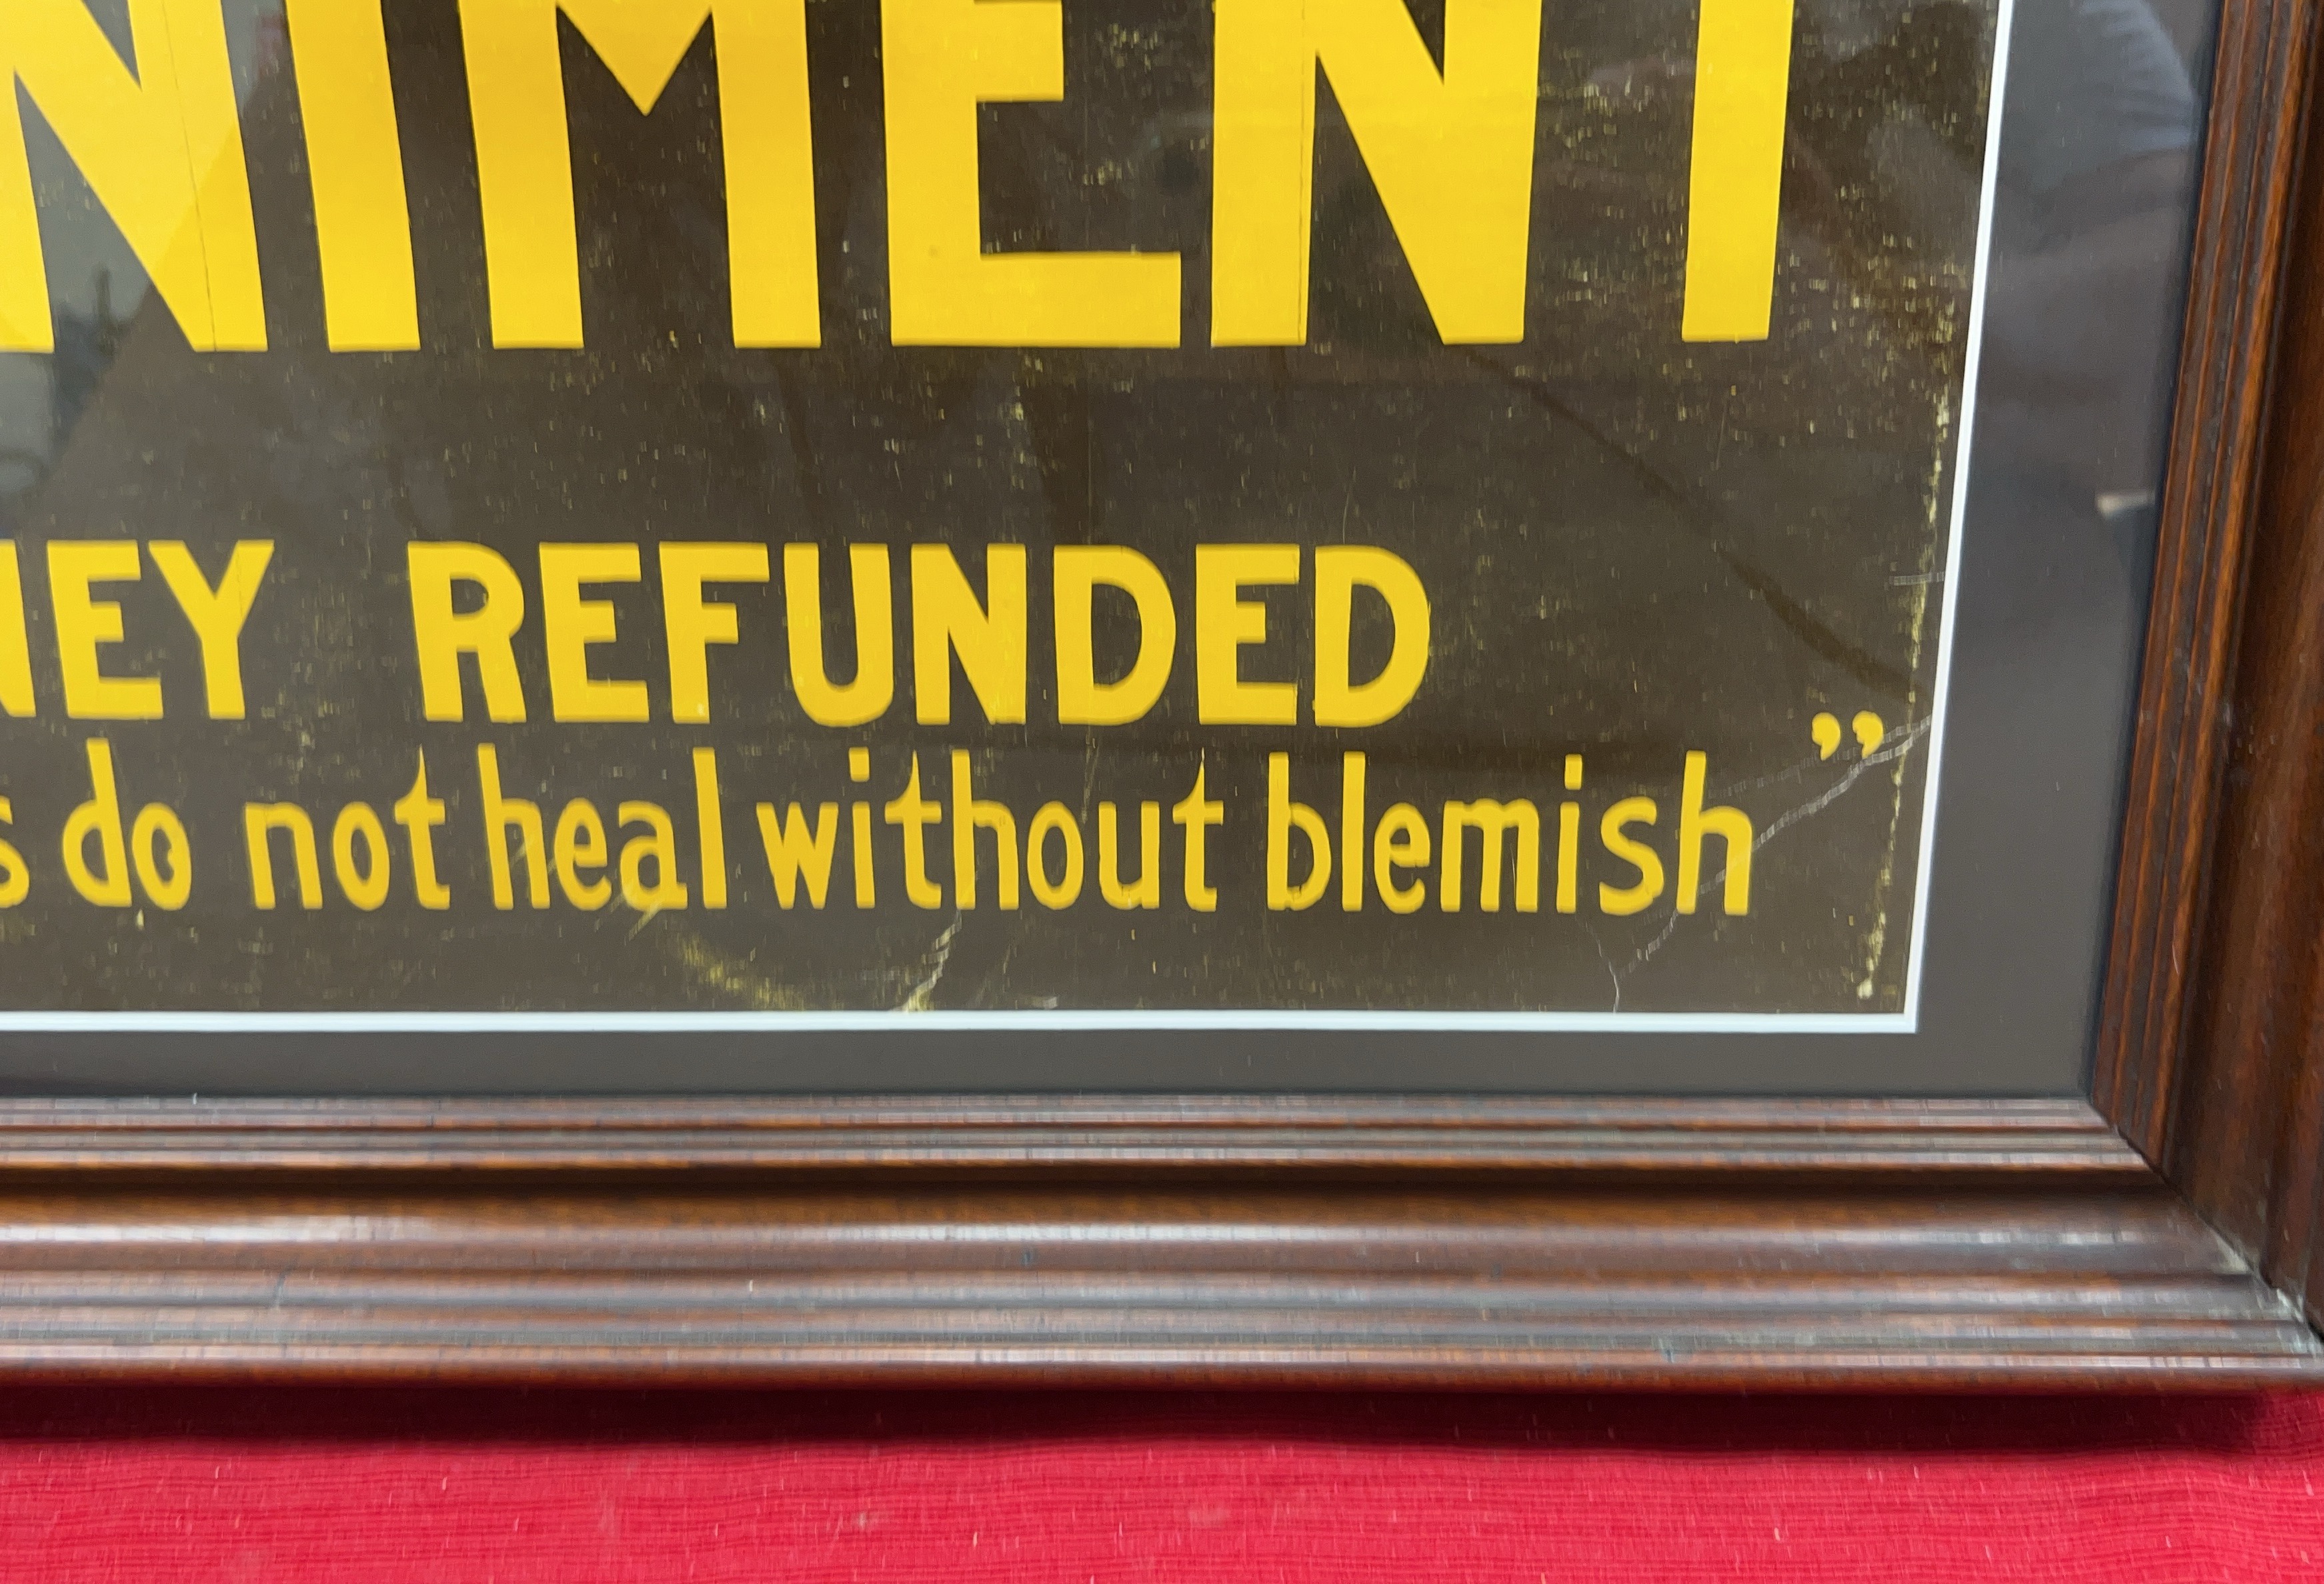 NIMENT
NEY REFUNDED
s do not heal without blemish”